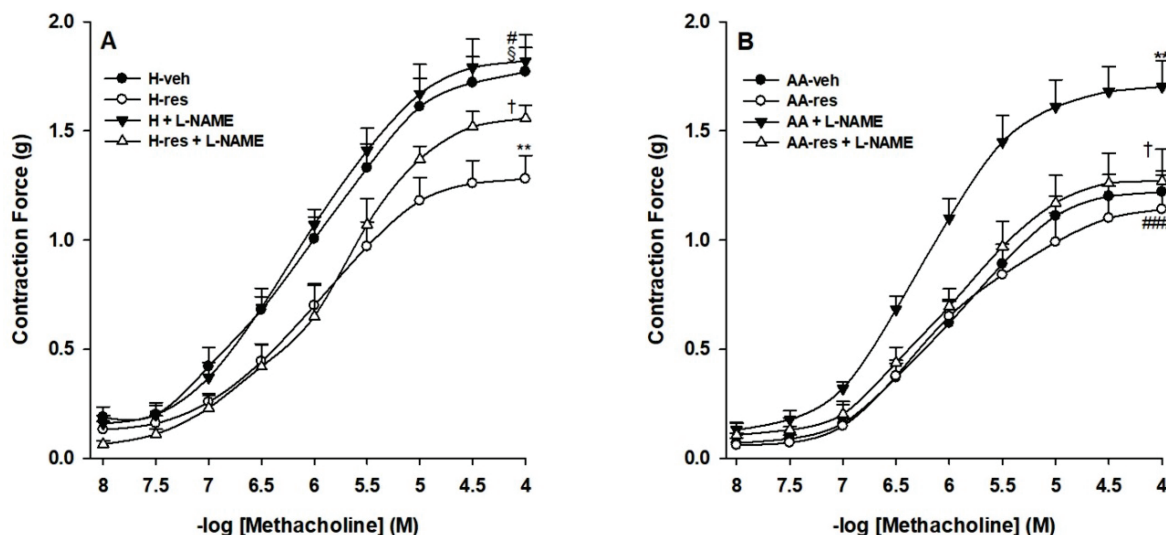 A
H-veh
H-res
H + L-NAME
H-res + L-NAME
#
§
†
**
2.0
1.5
1.0
0.5
0.0
Contraction Force (g)
8 7.5 7 6.5 6 5.5 5 4.5 4
-log [Methacholine] (M)
B
AA-veh
AA-res
AA + L-NAME
AA-res + L-NAME
**
†
###
2.0
1.5
1.0
0.5
0.0
Contraction Force (g)
8 7.5 7 6.5 6 5.5 5 4.5 4
-log [Methacholine] (M)